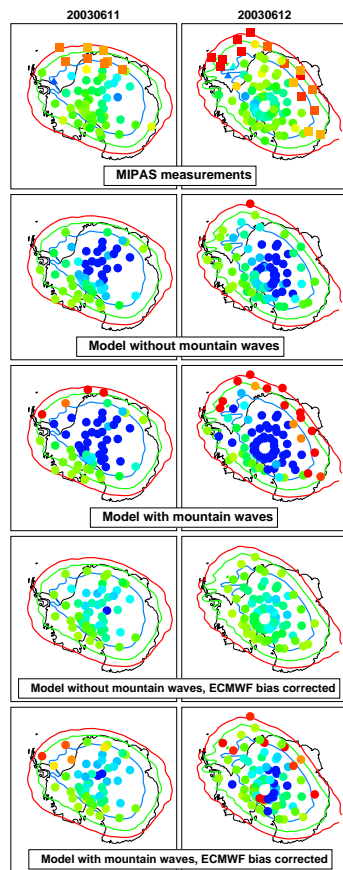 20030611 20030612
MIPAS measurements
Model without mountain waves
Model with mountain waves
Model without mountain waves, ECMWF bias corrected
Model with mountain waves, ECMWF bias corrected